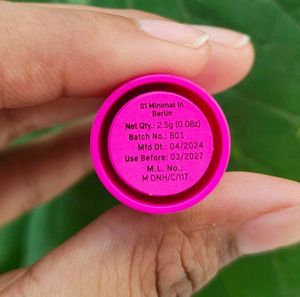 01 Minimal in
Berlin
Net Qty.: 2.5g (0.08z)
Batch No.: B01
Mfd Dt.: 04/2024
Use Before: 03/2027
M.L. No.:
M DNH/C/117